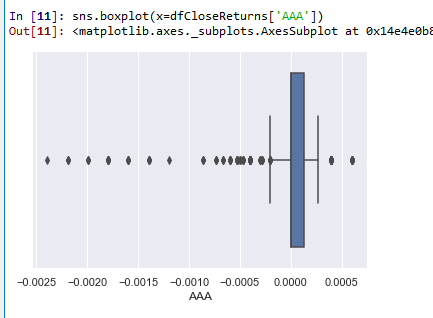 In [11]: sns.boxplot(x=dfCloseReturns['AAA'])
Out[11]: <matplotlib.axes._subplots.AxesSubplot at 0x14e4e0b8
-0.0025 -0.0020 -0.0015 -0.0010 -0.0005 0.0000 0.0005
AAA